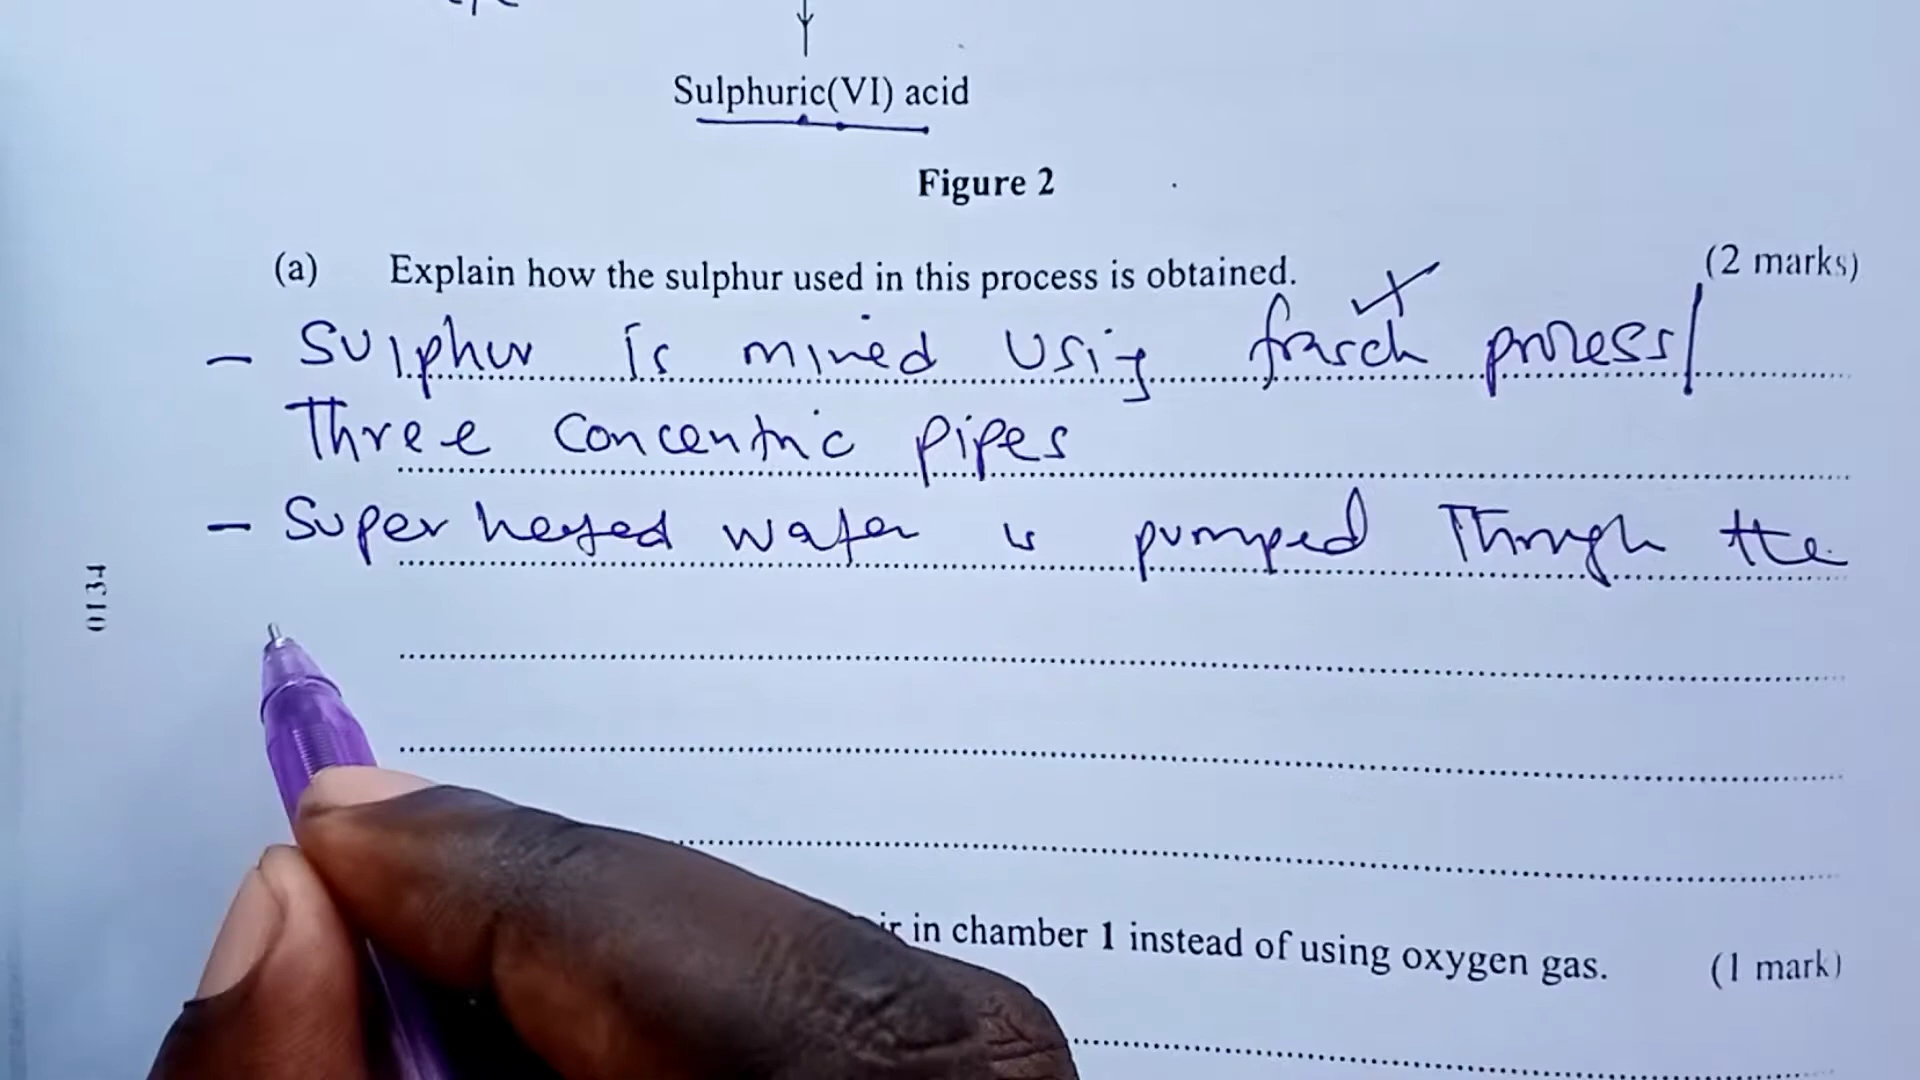 Sulphuric(VI) acid
Figure 2
(a) Explain how the sulphur used in this process is obtained. (2 marks)
- Sulphur is mined using frasch process/
Three concentric pipes
- Super heated water is pumped Through the
0134
in chamber 1 instead of using oxygen gas. (1 mark)